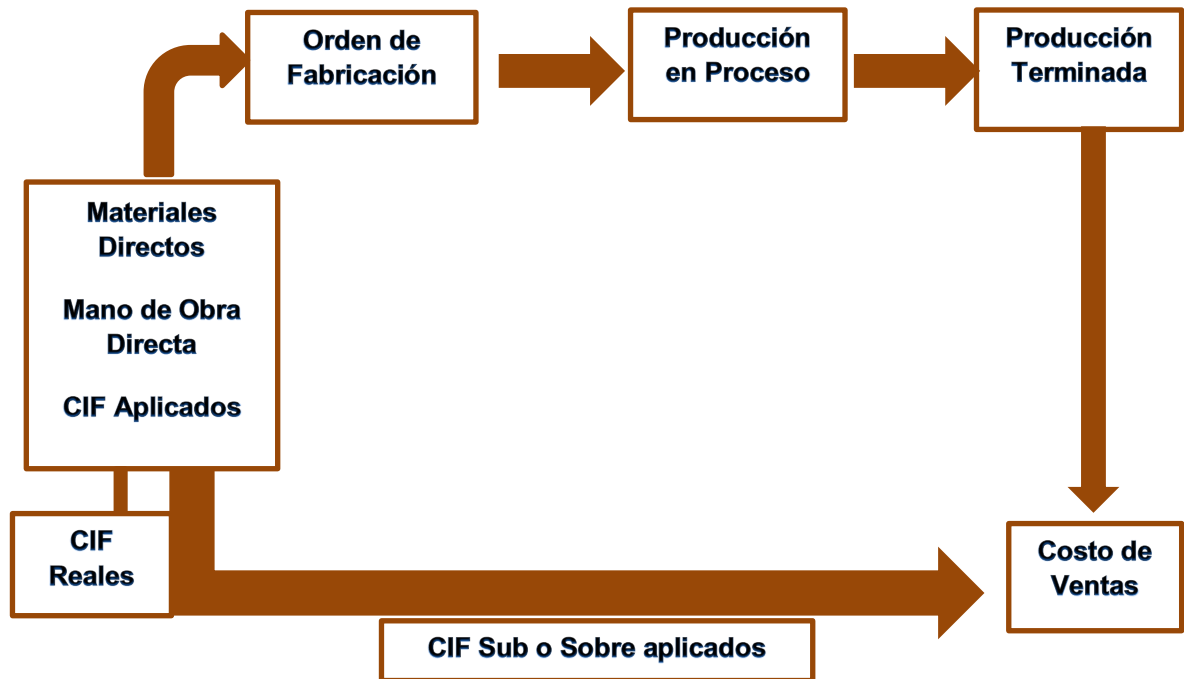 Orden de
Fabricación
Producción
en Proceso
Producción
Terminada
Materiales
Directos
Mano de Obra
Directa
CIF Aplicados
CIF
Reales
Costo de
Ventas
CIF Sub o Sobre aplicados